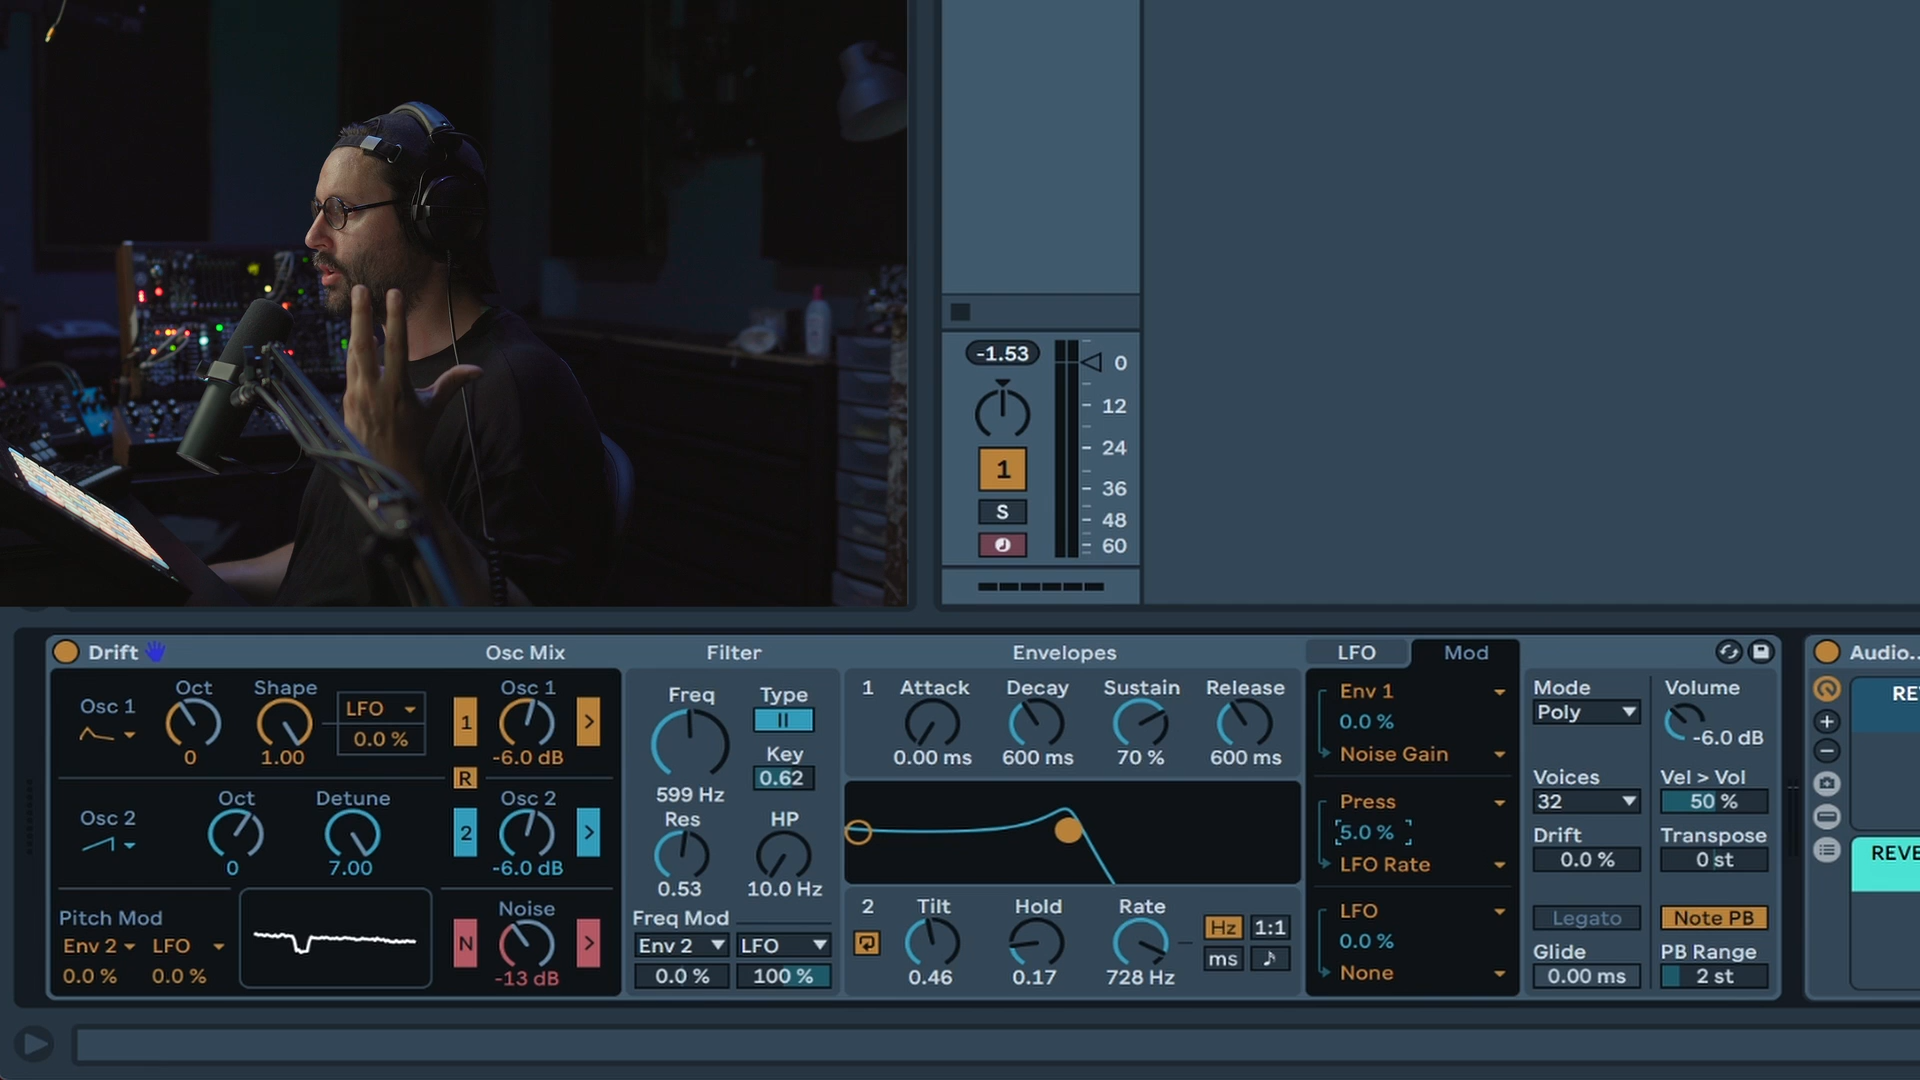 -1.53
0
12
24
36
48
60
1
S
Drift
Osc Mix
Filter
Envelopes
LFO
Mod
Audio...
Osc 1
Oct
0
Shape
1.00
LFO
0.0 %
1
Osc 1
-6.0 dB
R
Osc 2
Oct
0
Detune
7.00
2
Osc 2
-6.0 dB
Pitch Mod
Env 2
LFO
0.0 %
0.0 %
N
Noise
-13 dB
Freq
599 Hz
Type
Key
0.62
Res
0.53
HP
10.0 Hz
Freq Mod
Env 2
LFO
0.0 %
100 %
1
Attack
Decay
Sustain
Release
0.00 ms
600 ms
70 %
600 ms
2
Tilt
Hold
Rate
0.46
0.17
728 Hz
Hz
1:1
ms
Env 1
0.0 %
Noise Gain
Press
5.0 %
LFO Rate
LFO
0.0 %
None
Mode
Poly
Voices
32
Drift
0.0 %
Legato
Glide
0.00 ms
Volume
-6.0 dB
Vel > Vol
50 %
Transpose
0 st
Note PB
PB Range
2 st
RE
REVE